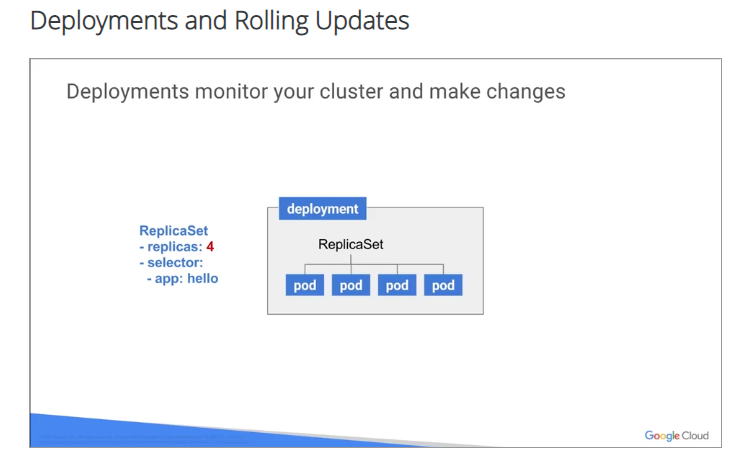 Deployments and Rolling Updates
Deployments monitor your cluster and make changes
ReplicaSet
- replicas: 4
- selector:
- app: hello
deployment
ReplicaSet
pod pod pod pod
Google Cloud